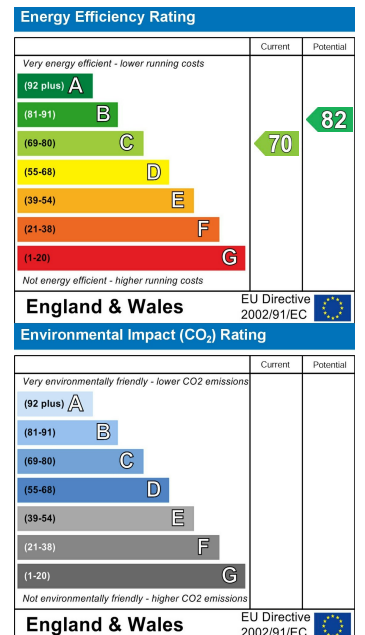 Energy Efficiency Rating
Current Potential
Very energy efficient - lower running costs
(92 plus) A
(81-91) B
82
(69-80) C
70
(55-68) D
(39-54) E
(21-38) F
(1-20) G
Not energy efficient - higher running costs
England & Wales
EU Directive
2002/91/EC
Environmental Impact (CO₂) Rating
Current Potential
Very environmentally friendly - lower CO2 emissions
(92 plus) A
(81-91) B
(69-80) C
(55-68) D
(39-54) E
(21-38) F
(1-20) G
Not environmentally friendly - higher CO2 emissions
England & Wales
EU Directive
2002/91/EC